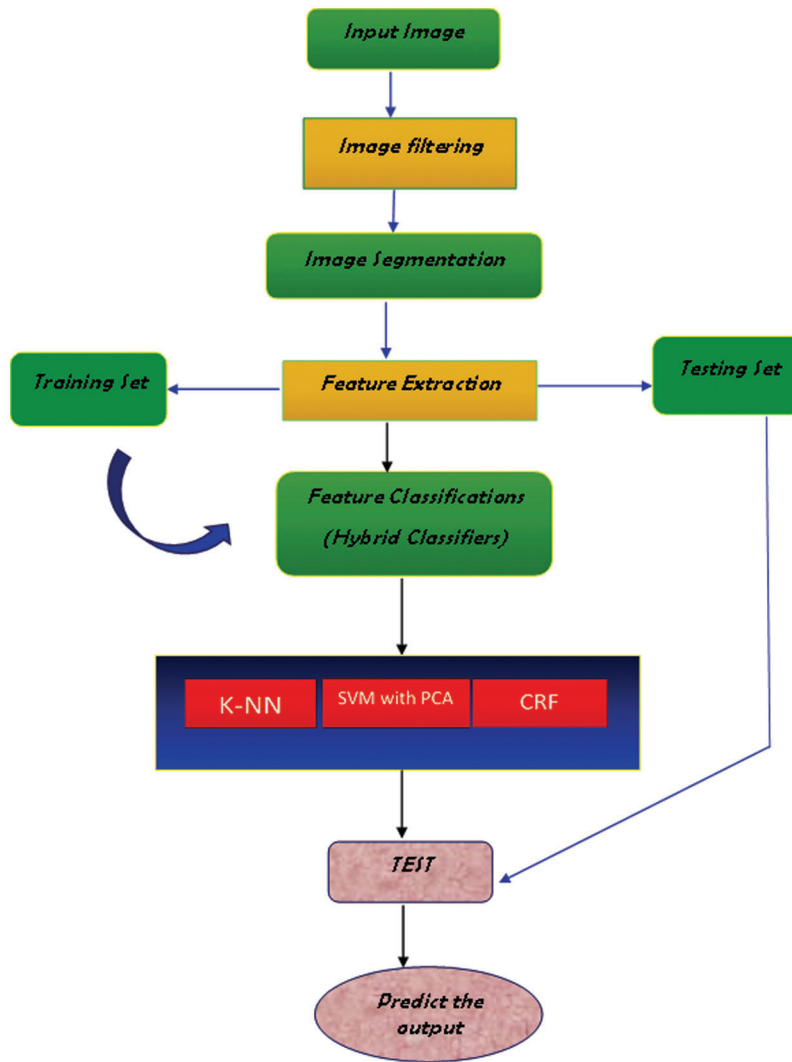 Input Image
Image filtering
Image Segmentation
Training Set
Feature Extraction
Testing Set
Feature Classifications
(Hybrid Classifiers)
K-NN
SVM with PCA
CRF
TEST
Predict the
output